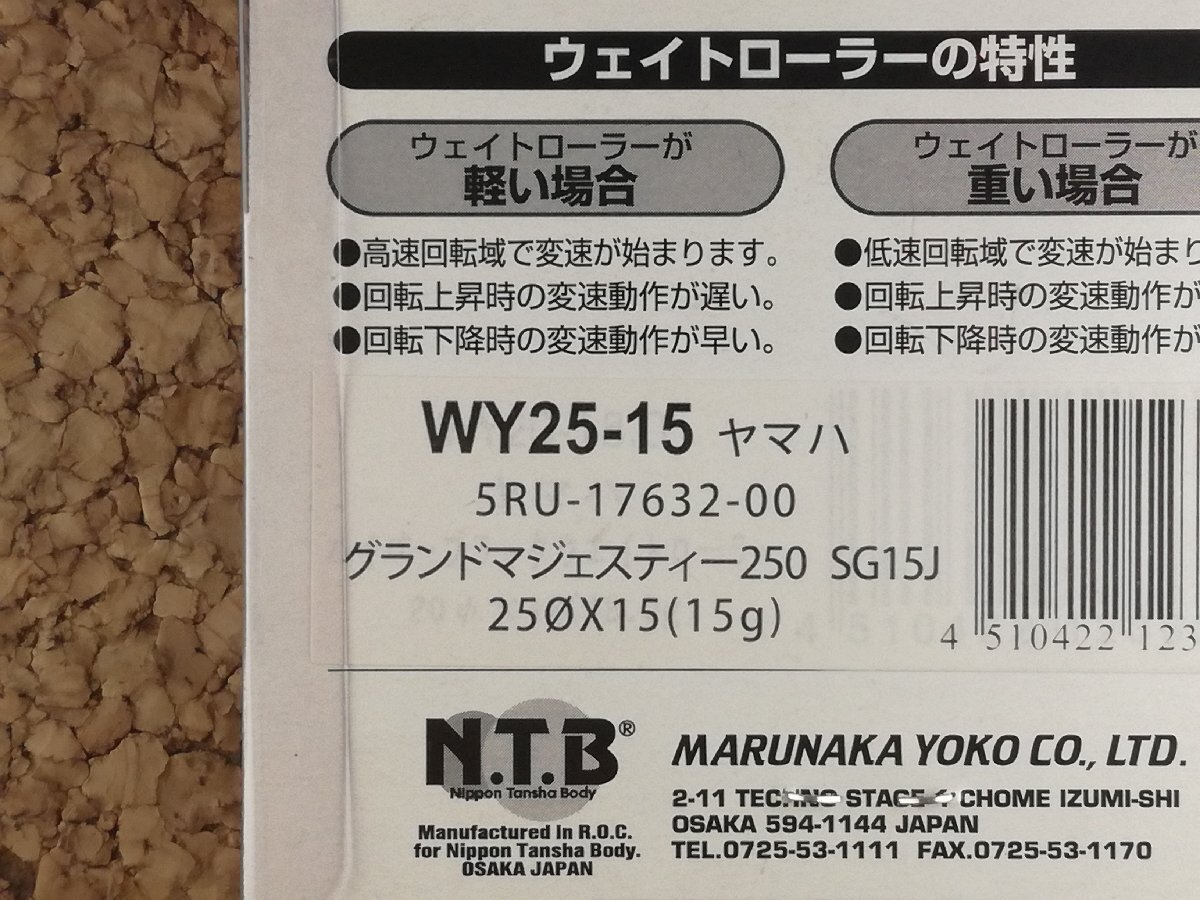 ウェイトローラーの特性
ウェイトローラーが
軽い場合
●高速回転域で変速が始まります。
●回転上昇時の変速動作が遅い。
●回転下降時の変速動作が早い。
ウェイトローラーが
重い場合
●低速回転域で変速が始まり
●回転上昇時の変速動作が
●回転下降時の変速動作が
WY25-15 ヤマハ
5RU-17632-00
グランドマジェスティー250 SG15J
25ØX15(15g)
4 510422 123
N.T.B®
Nippon Tansha Body
Manufactured in R.O.C.
for Nippon Tansha Body.
OSAKA JAPAN
MARUNAKA YOKO CO., LTD.
2-11 TECHNO STAGE CHOME IZUMI-SHI
OSAKA 594-1144 JAPAN
TEL.0725-53-1111 FAX.0725-53-1170